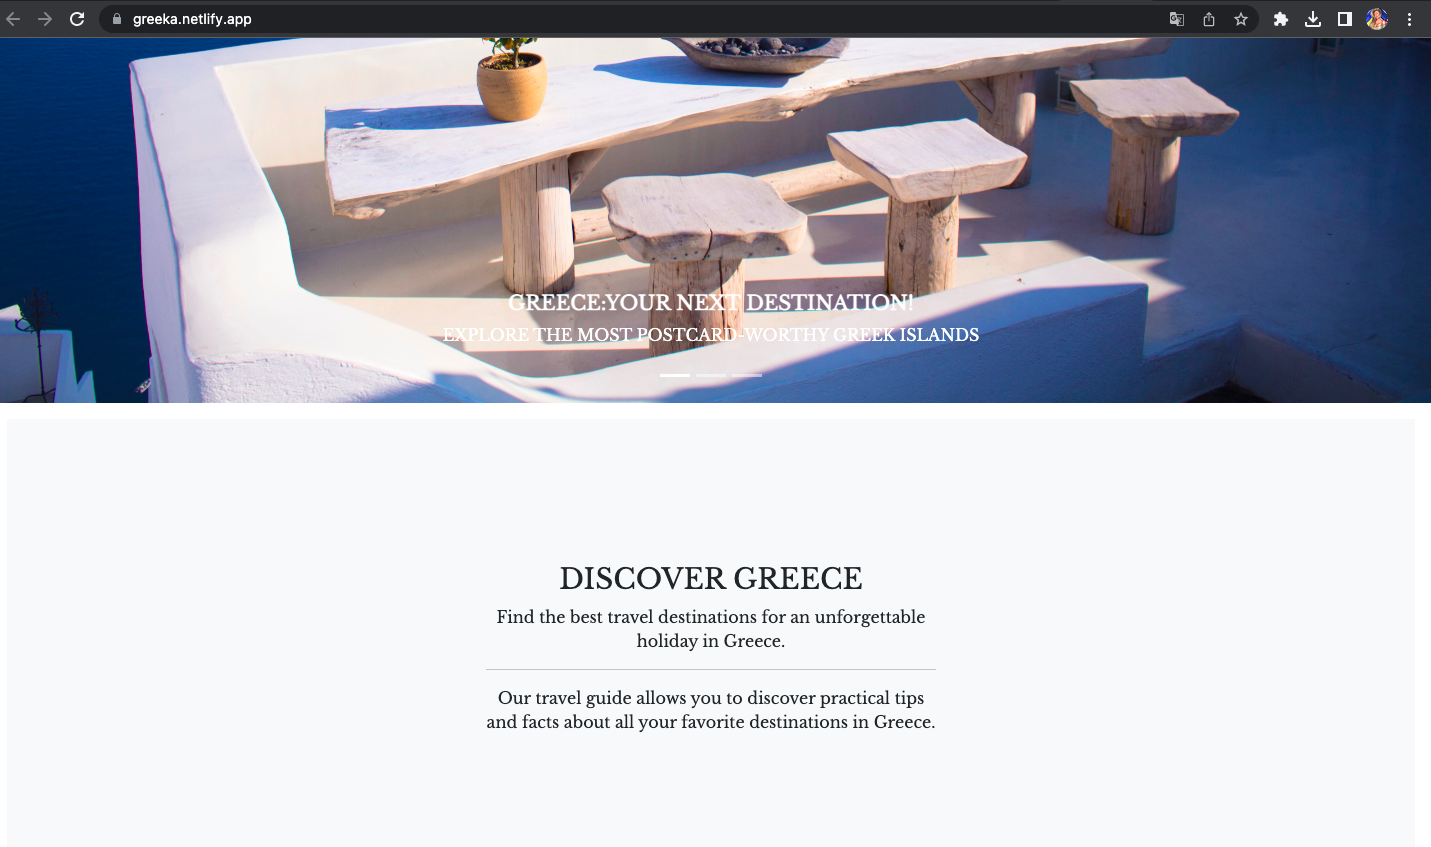 greeka.netlify.app
GREECE:YOUR NEXT DESTINATION!
EXPLORE THE MOST POSTCARD-WORTHY GREEK ISLANDS
DISCOVER GREECE
Find the best travel destinations for an unforgettable
holiday in Greece.
Our travel guide allows you to discover practical tips
and facts about all your favorite destinations in Greece.